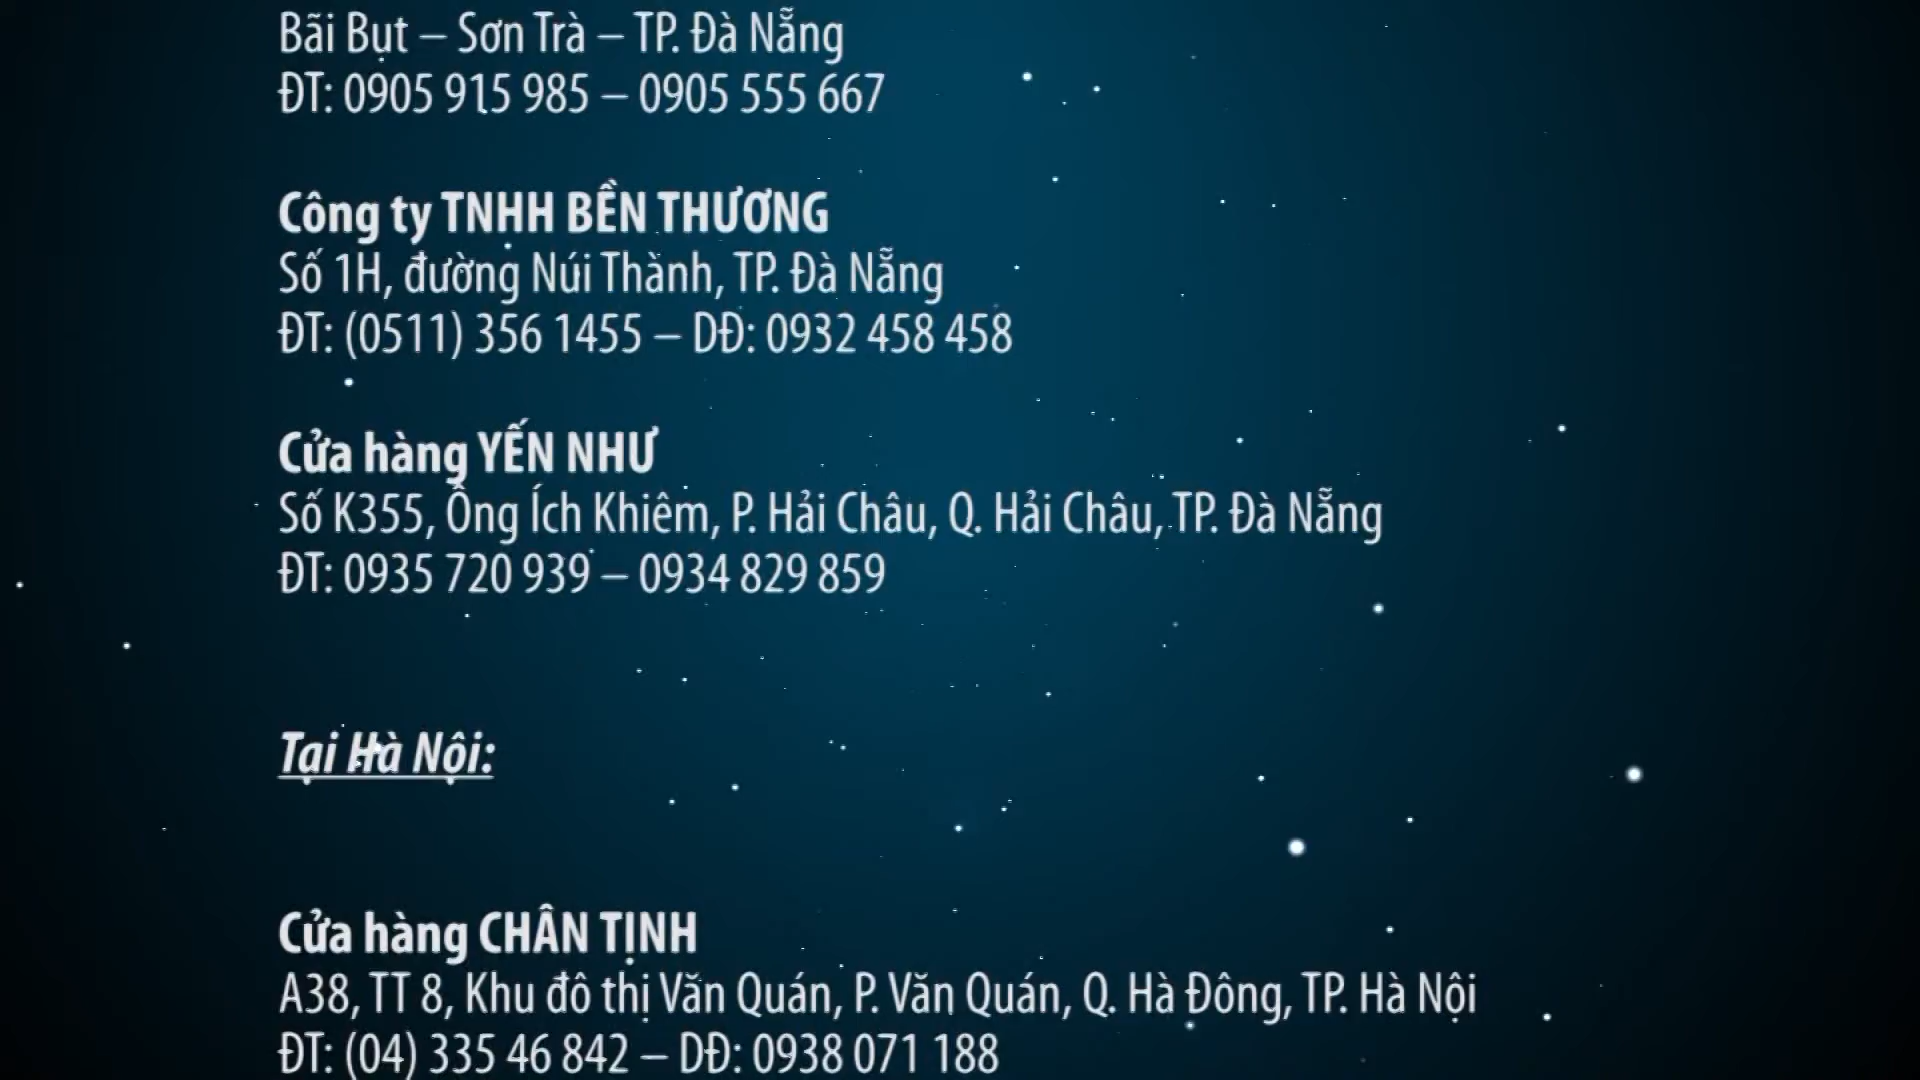 Bãi Bụt – Sơn Trà – TP. Đà Nẵng
ĐT: 0905 915 985 – 0905 555 667
Công ty TNHH BỀN THƯƠNG
Số 1H, đường Núi Thành, TP. Đà Nẵng
ĐT: (0511) 356 1455 – DĐ: 0932 458 458
Cửa hàng YẾN NHƯ
Số K355, Ông Ích Khiêm, P. Hải Châu, Q. Hải Châu, TP. Đà Nẵng
ĐT: 0935 720 939 – 0934 829 859
Tại Hà Nội:
Cửa hàng CHÂN TỊNH
A38, TT 8, Khu đô thị Văn Quán, P. Văn Quán, Q. Hà Đông, TP. Hà Nội
ĐT: (04) 335 46 842 – DĐ: 0938 071 188